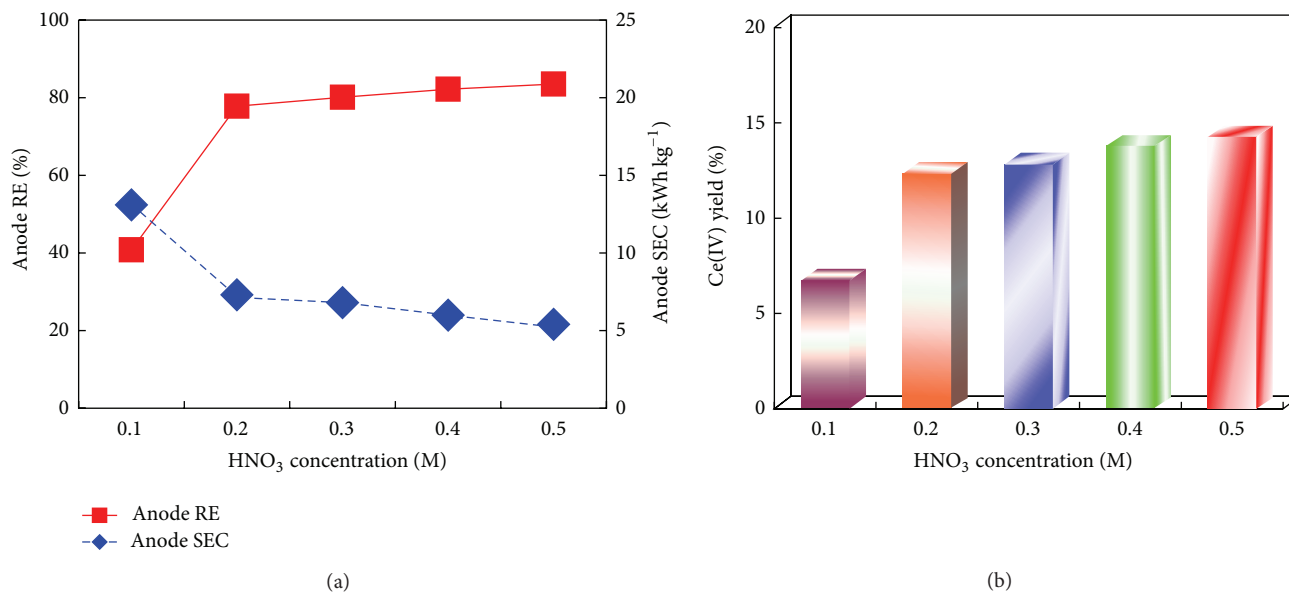 100
80
60
40
20
0
Anode RE (%)
25
20
15
10
5
0
Anode SEC (kWh kg⁻¹)
0.1 0.2 0.3 0.4 0.5
HNO₃ concentration (M)
Anode RE
Anode SEC
(a)
20
15
10
5
0
Ce(IV) yield (%)
0.1 0.2 0.3 0.4 0.5
HNO₃ concentration (M)
(b)